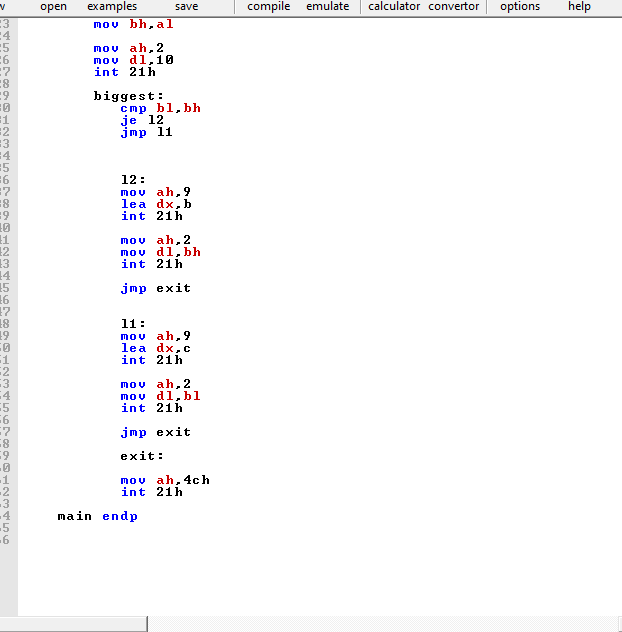 w open examples save compile emulate calculator convertor options help
23 mov bh,al
24
25 mov ah,2
26 mov dl,10
27 int 21h
28
29 biggest:
30 cmp bl,bh
31 je l2
32 jmp l1
33
34
35
36 l2:
37 mov ah,9
38 lea dx,b
39 int 21h
40
41 mov ah,2
42 mov dl,bh
43 int 21h
44
45 jmp exit
46
47
48 l1:
49 mov ah,9
50 lea dx,c
51 int 21h
52
53 mov ah,2
54 mov dl,bl
55 int 21h
56
57 jmp exit
58
59 exit:
60
61 mov ah,4ch
62 int 21h
63
64 main endp
65
66